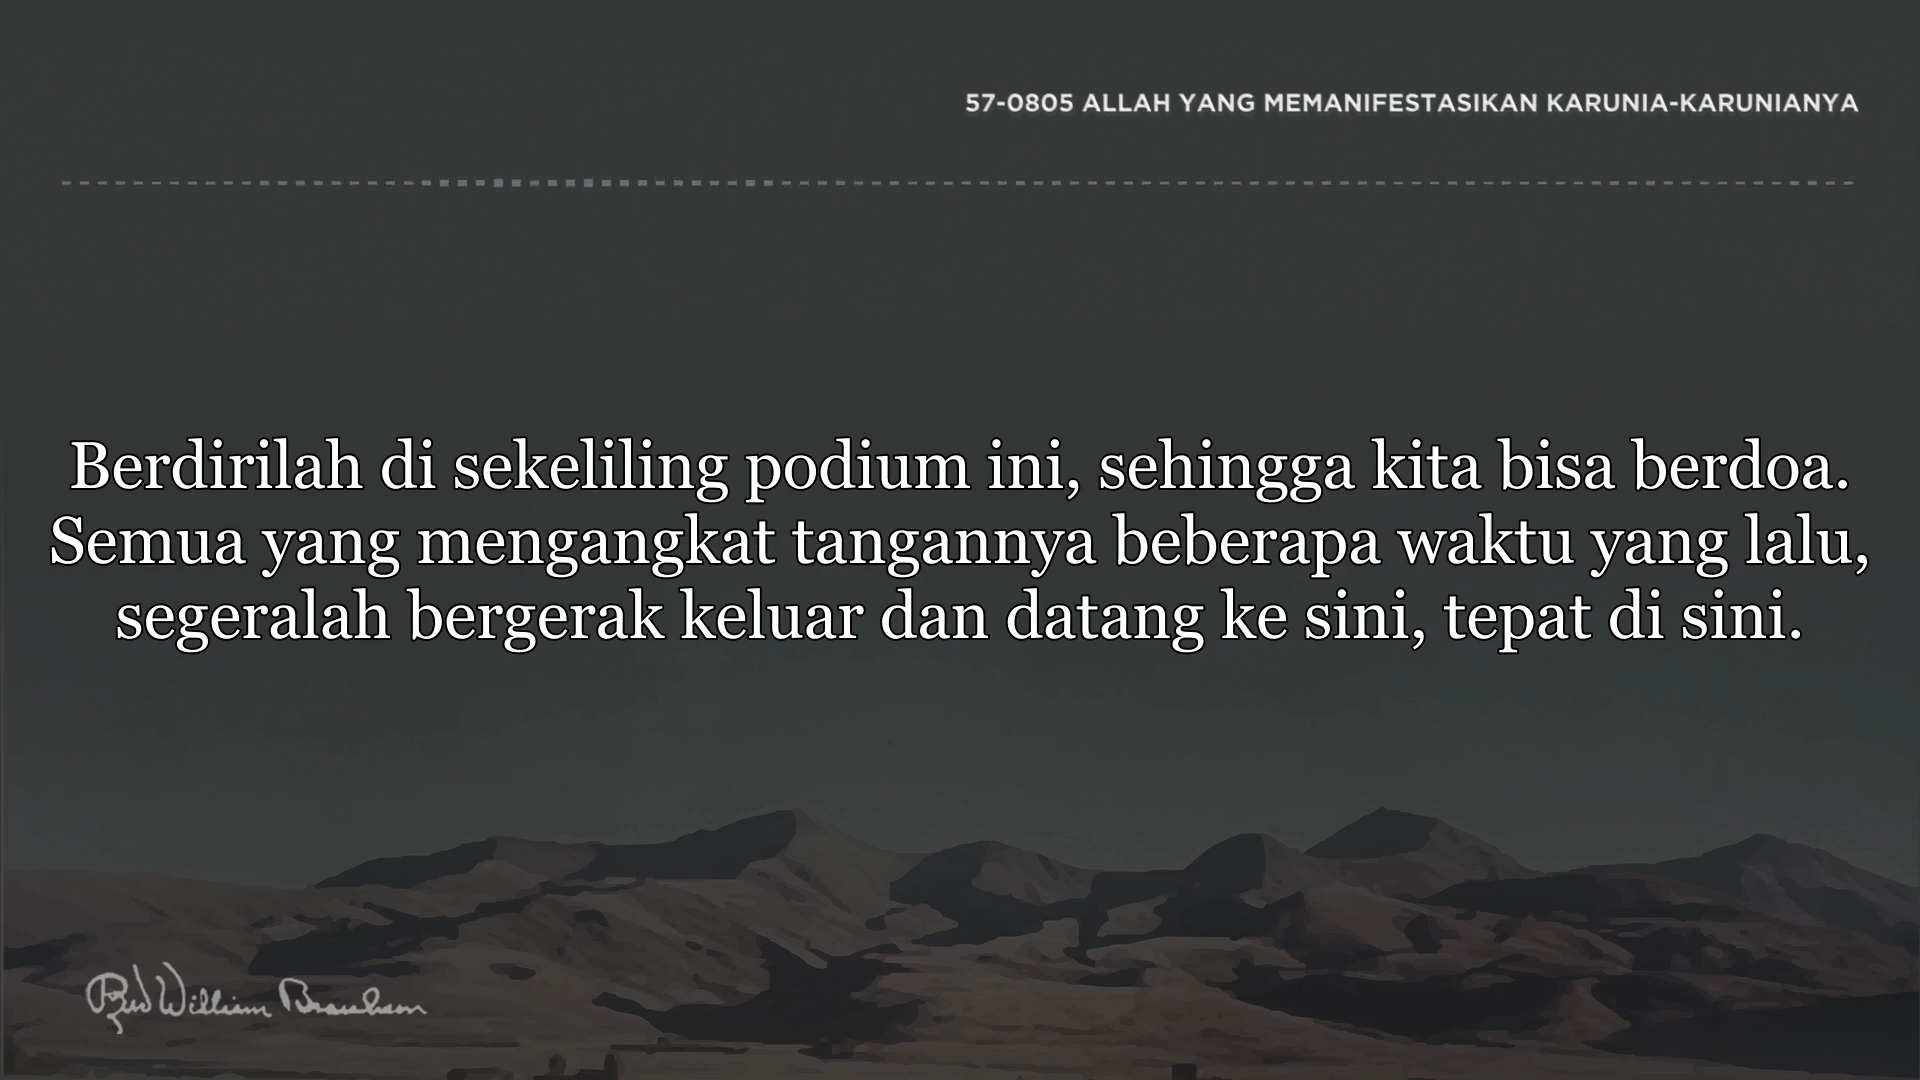 57-0805 ALLAH YANG MEMANIFESTASIKAN KARUNIA-KARUNIANYA
Berdirilah di sekeliling podium ini, sehingga kita bisa berdoa.
Semua yang mengangkat tangannya beberapa waktu yang lalu,
segeralah bergerak keluar dan datang ke sini, tepat di sini.
William Branham